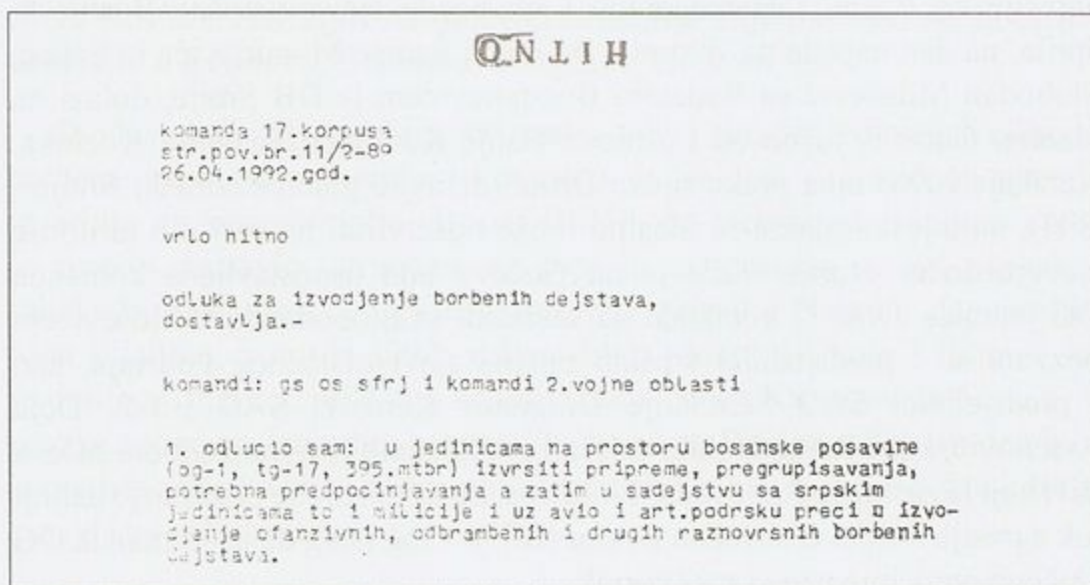 HITNO
komanda 17.korpusa
str.pov.br.11/2-89
26.04.1992.god.
vrlo hitno
odluka za izvodjenje borbenih dejstava,
dostavlja.-
komandi: gs os sfrj i komandi 2.vojne oblasti
1. odlucio sam: u jedinicama na prostoru bosanske posavine
(og-1, tg-17, 395.mtbr) izvrsiti pripreme, pregrupisavanja,
potrebna predpocinjavanja a zatim u sadejstvu sa srpskim
jedinicama to i milicije i uz avio i art.podrsku preci u izvo-
djenje ofanzivnih, odbrambenih i drugih raznovrsnih borbenih
dejstava.